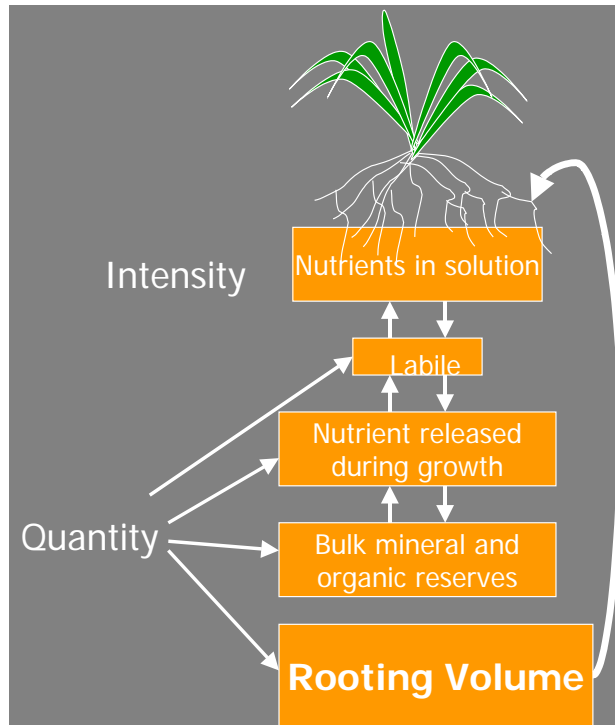 Nutrients in solution
Intensity
Labile
Nutrient released
during growth
Quantity
Bulk mineral and
organic reserves
Rooting Volume